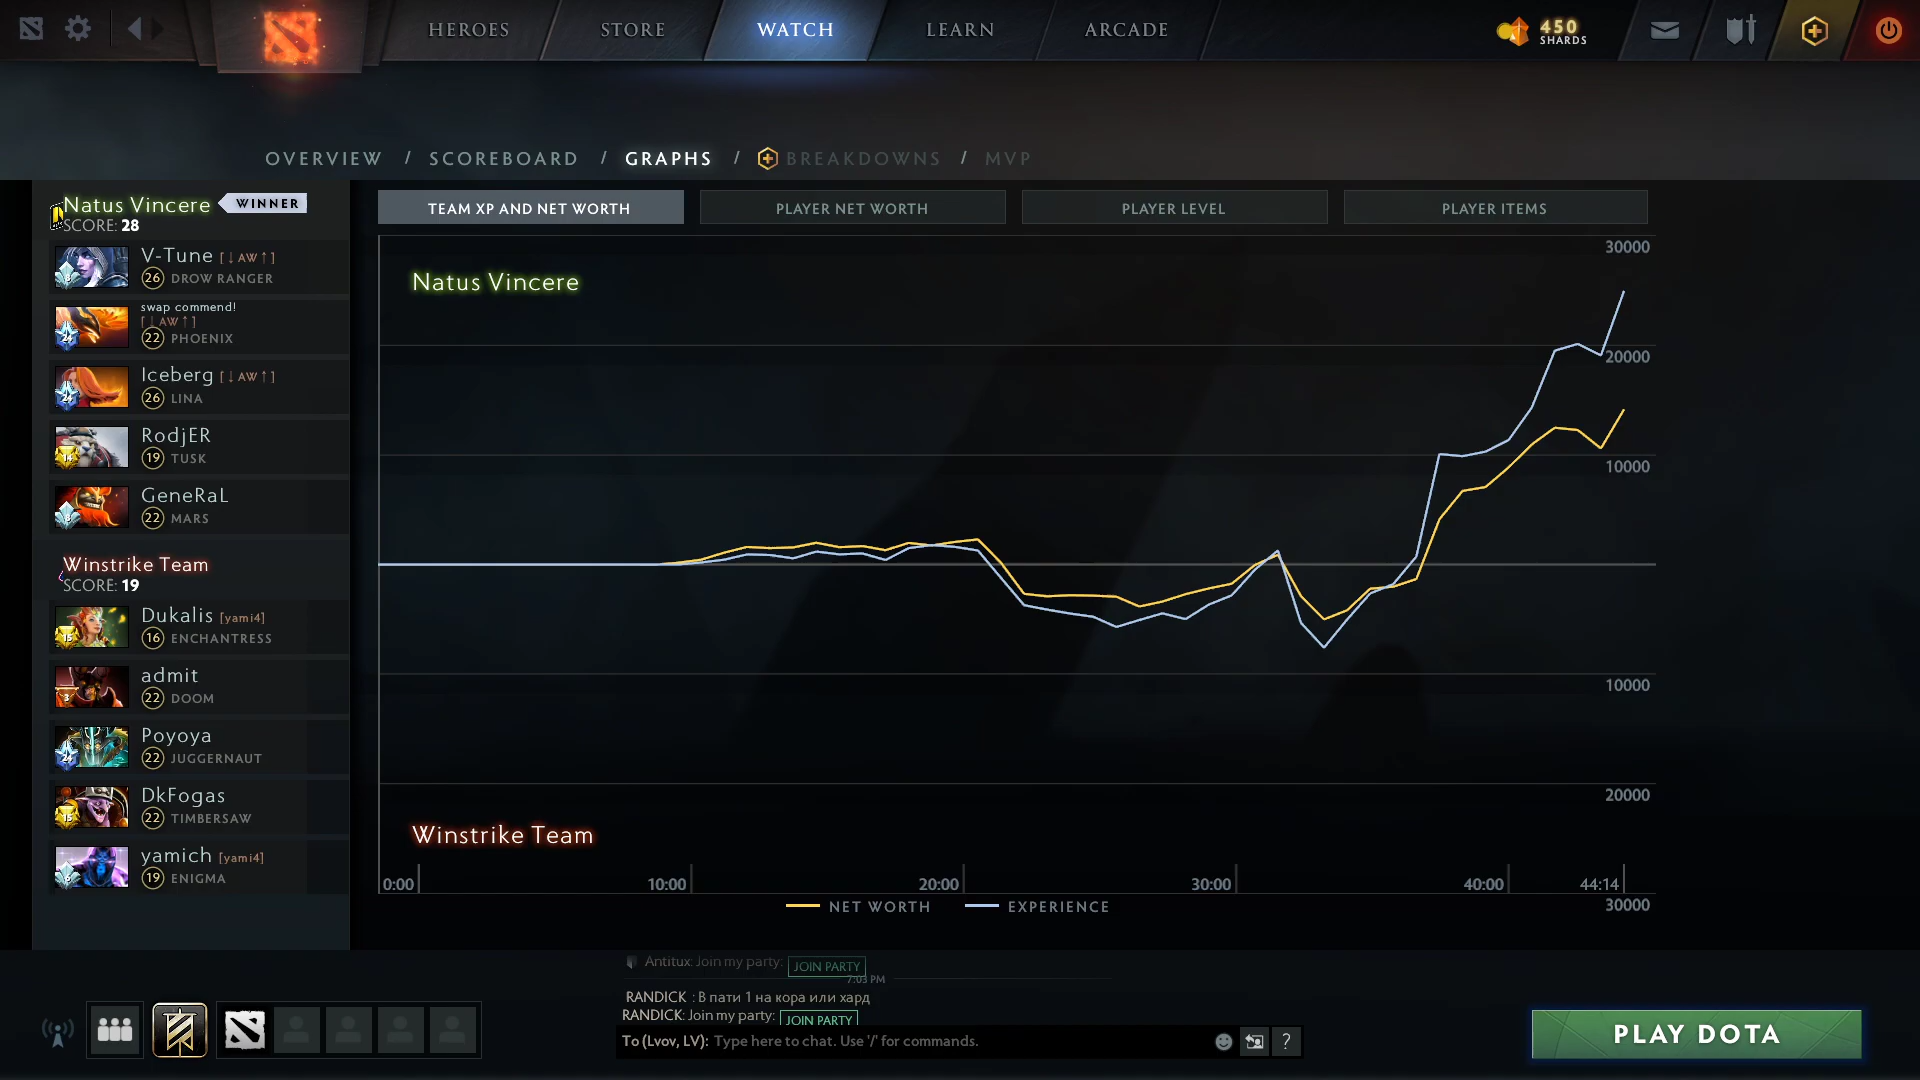 HEROES
STORE
WATCH
LEARN
ARCADE
450
SHARDS
OVERVIEW / SCOREBOARD / GRAPHS / BREAKDOWNS / MVP
Natus Vincere WINNER
SCORE: 28
V-Tune [↓AW↑]
26 DROW RANGER
swap commend!
[↓AW↑]
22 PHOENIX
Iceberg [↓AW↑]
26 LINA
RodjER
19 TUSK
GeneRaL
22 MARS
Winstrike Team
SCORE: 19
Dukalis [yami4]
16 ENCHANTRESS
admit
22 DOOM
Poyoya
22 JUGGERNAUT
DkFogas
22 TIMBERSAW
yamich [yami4]
19 ENIGMA
TEAM XP AND NET WORTH
PLAYER NET WORTH
PLAYER LEVEL
PLAYER ITEMS
30000
Natus Vincere
20000
10000
10000
20000
Winstrike Team
0:00 10:00 20:00 30:00 40:00 44:14
30000
NET WORTH EXPERIENCE
Antitux: Join my party: JOIN PARTY
7:03 PM
RANDICK : В пати 1 на кора или хард
RANDICK: Join my party: JOIN PARTY
To (Lvov, LV): Type here to chat. Use '/' for commands.
?
PLAY DOTA